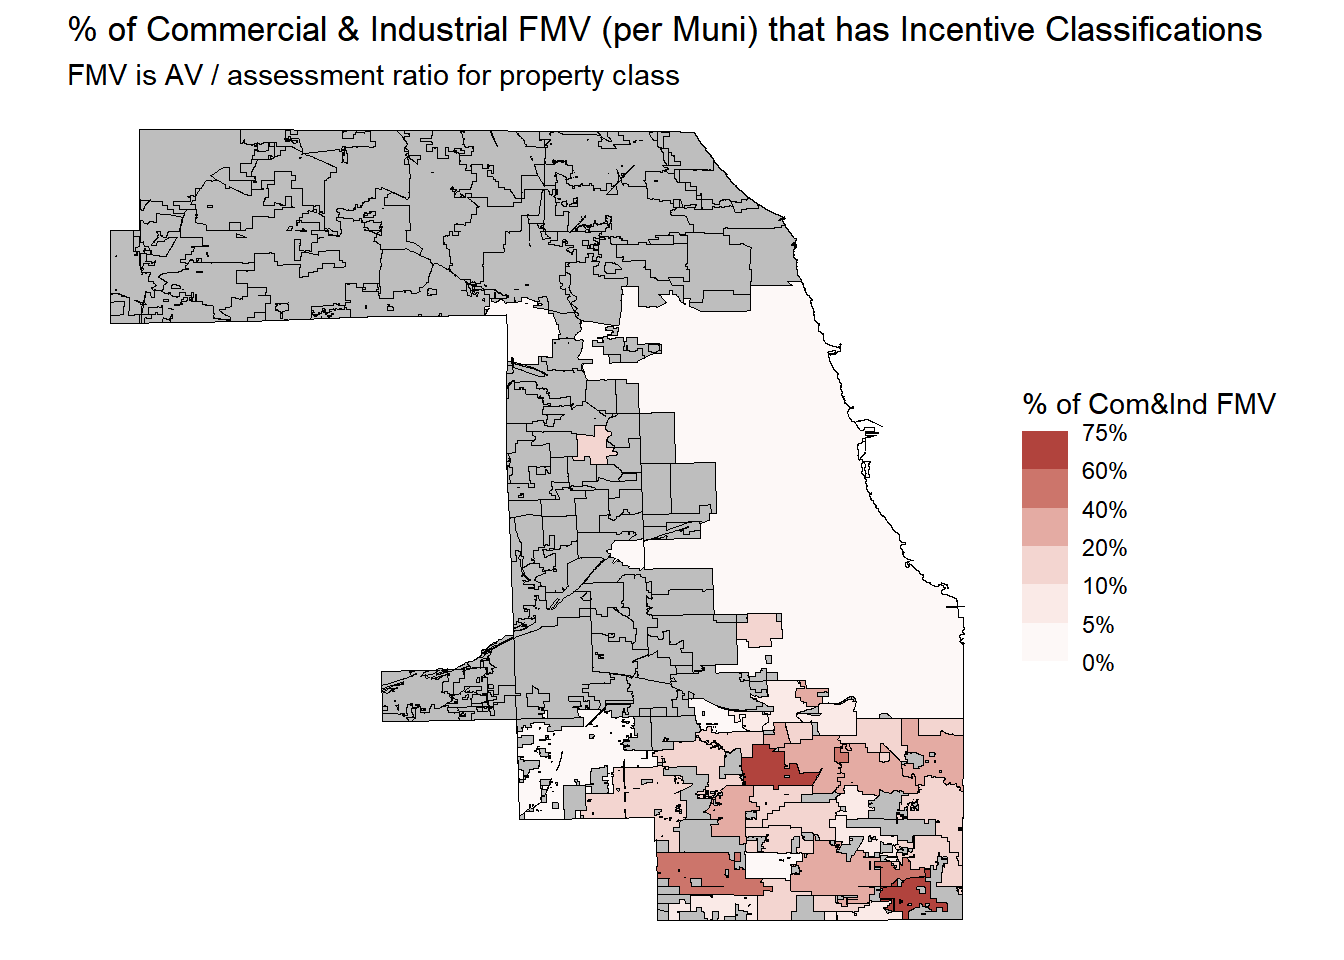 % of Commercial & Industrial FMV (per Muni) that has Incentive Classifications
FMV is AV / assessment ratio for property class
% of Com&Ind FMV
75%
60%
40%
20%
10%
5%
0%